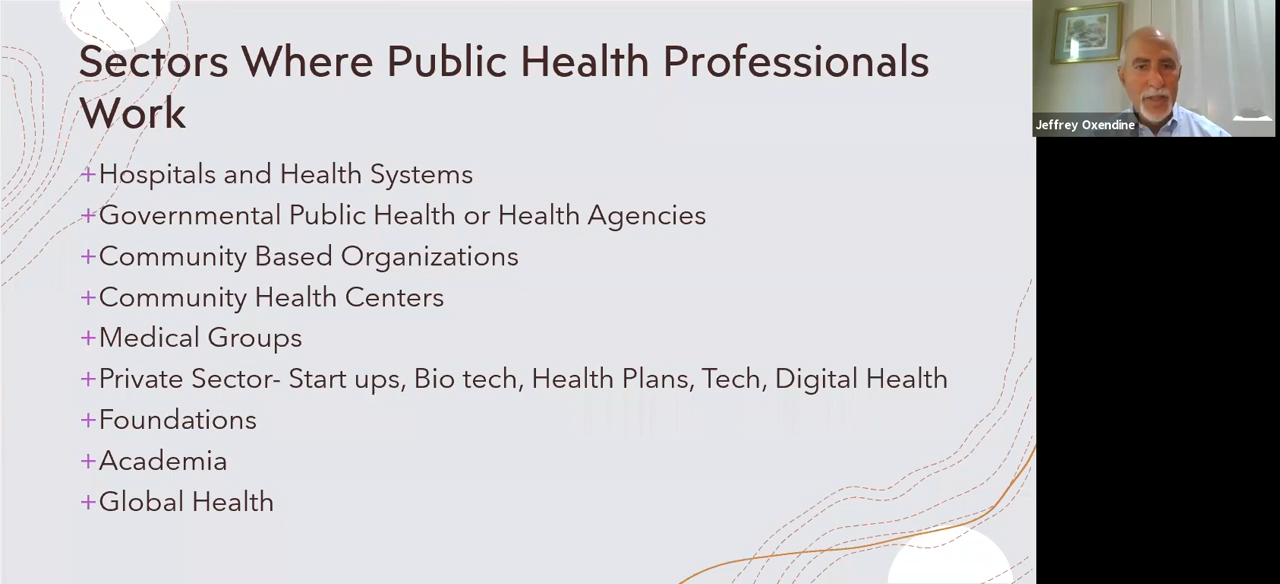 Sectors Where Public Health Professionals
Work
+Hospitals and Health Systems
+Governmental Public Health or Health Agencies
+Community Based Organizations
+Community Health Centers
+Medical Groups
+Private Sector- Start ups, Bio tech, Health Plans, Tech, Digital Health
+Foundations
+Academia
+Global Health
Jeffrey Oxendine